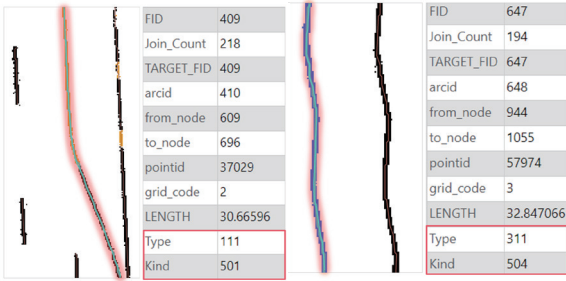 FID 409
Join_Count 218
TARGET_FID 409
arcid 410
from_node 609
to_node 696
pointid 37029
grid_code 2
LENGTH 30.66596
Type 111
Kind 501
FID 647
Join_Count 194
TARGET_FID 647
arcid 648
from_node 944
to_node 1055
pointid 57974
grid_code 3
LENGTH 32.847066
Type 311
Kind 504